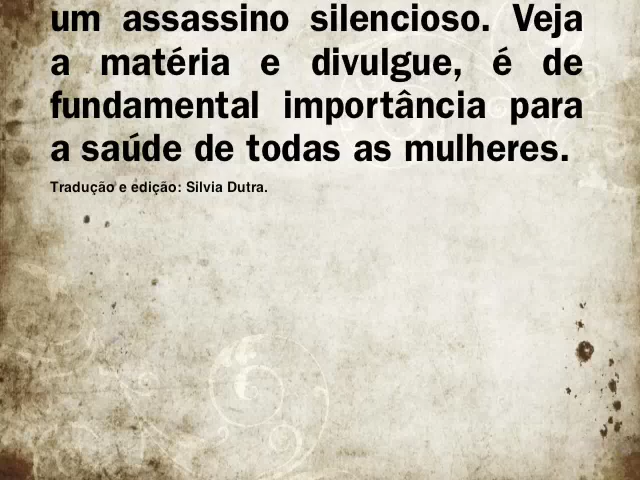 um assassino silencioso. Veja
a matéria e divulgue, é de
fundamental importância para
a saúde de todas as mulheres.
Tradução e edição: Silvia Dutra.